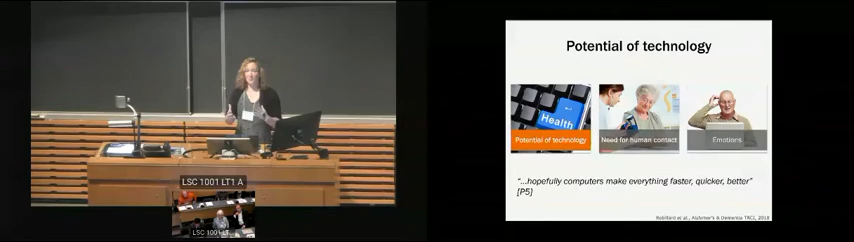 LSC 1001 LT1 A
LSC 1001 LT
Potential of technology
Health
Potential of technology
Need for human contact
Emotions
“...hopefully computers make everything faster, quicker, better”
[P5]
Robillard et al., Alzheimer's & Dementia TRCI, 2018